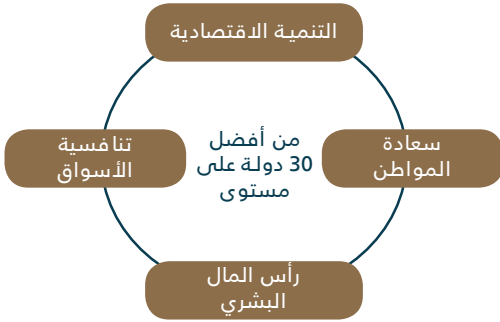 التنمية الاقتصادية
سعادة
المواطن
من أفضل
30 دولة على
مستوى
تنافسية
الأسواق
رأس المال
البشري